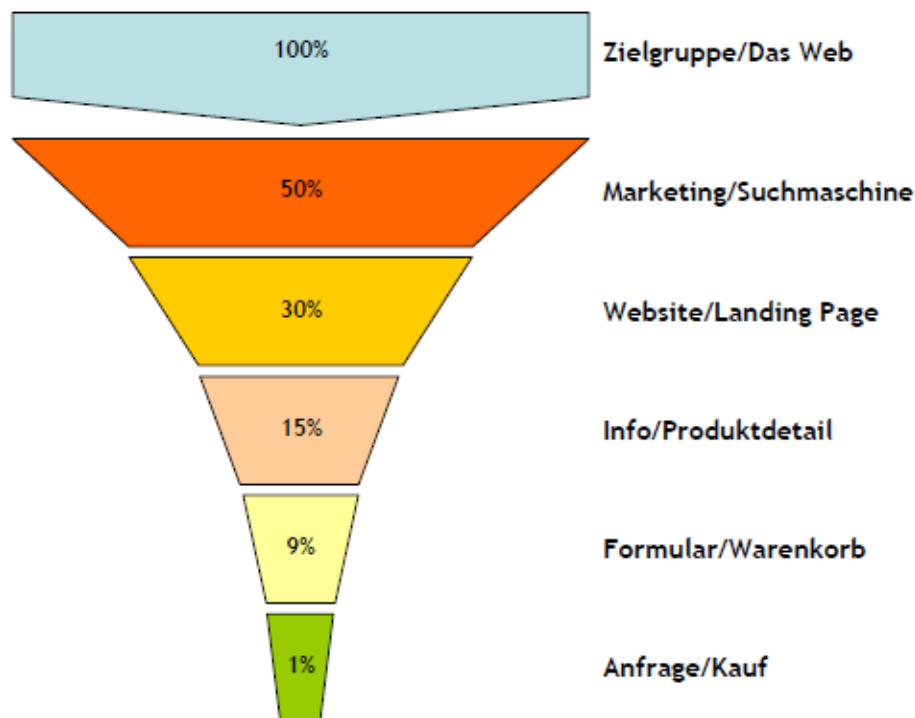 100% Zielgruppe/Das Web
50% Marketing/Suchmaschine
30% Website/Landing Page
15% Info/Produktdetail
9% Formular/Warenkorb
1% Anfrage/Kauf